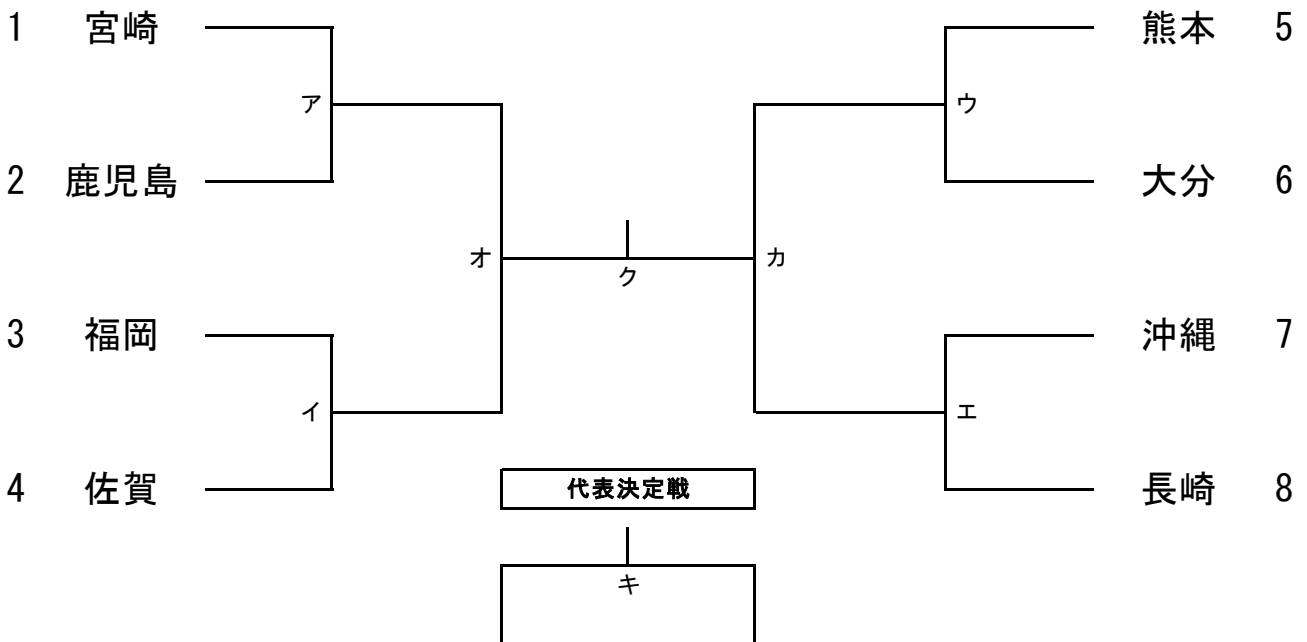 1 宮崎 熊本 5
ア ウ
2 鹿児島 大分 6
オ カ
ク
3 福岡 沖縄 7
イ エ
4 佐賀 代表決定戦 長崎 8
キ